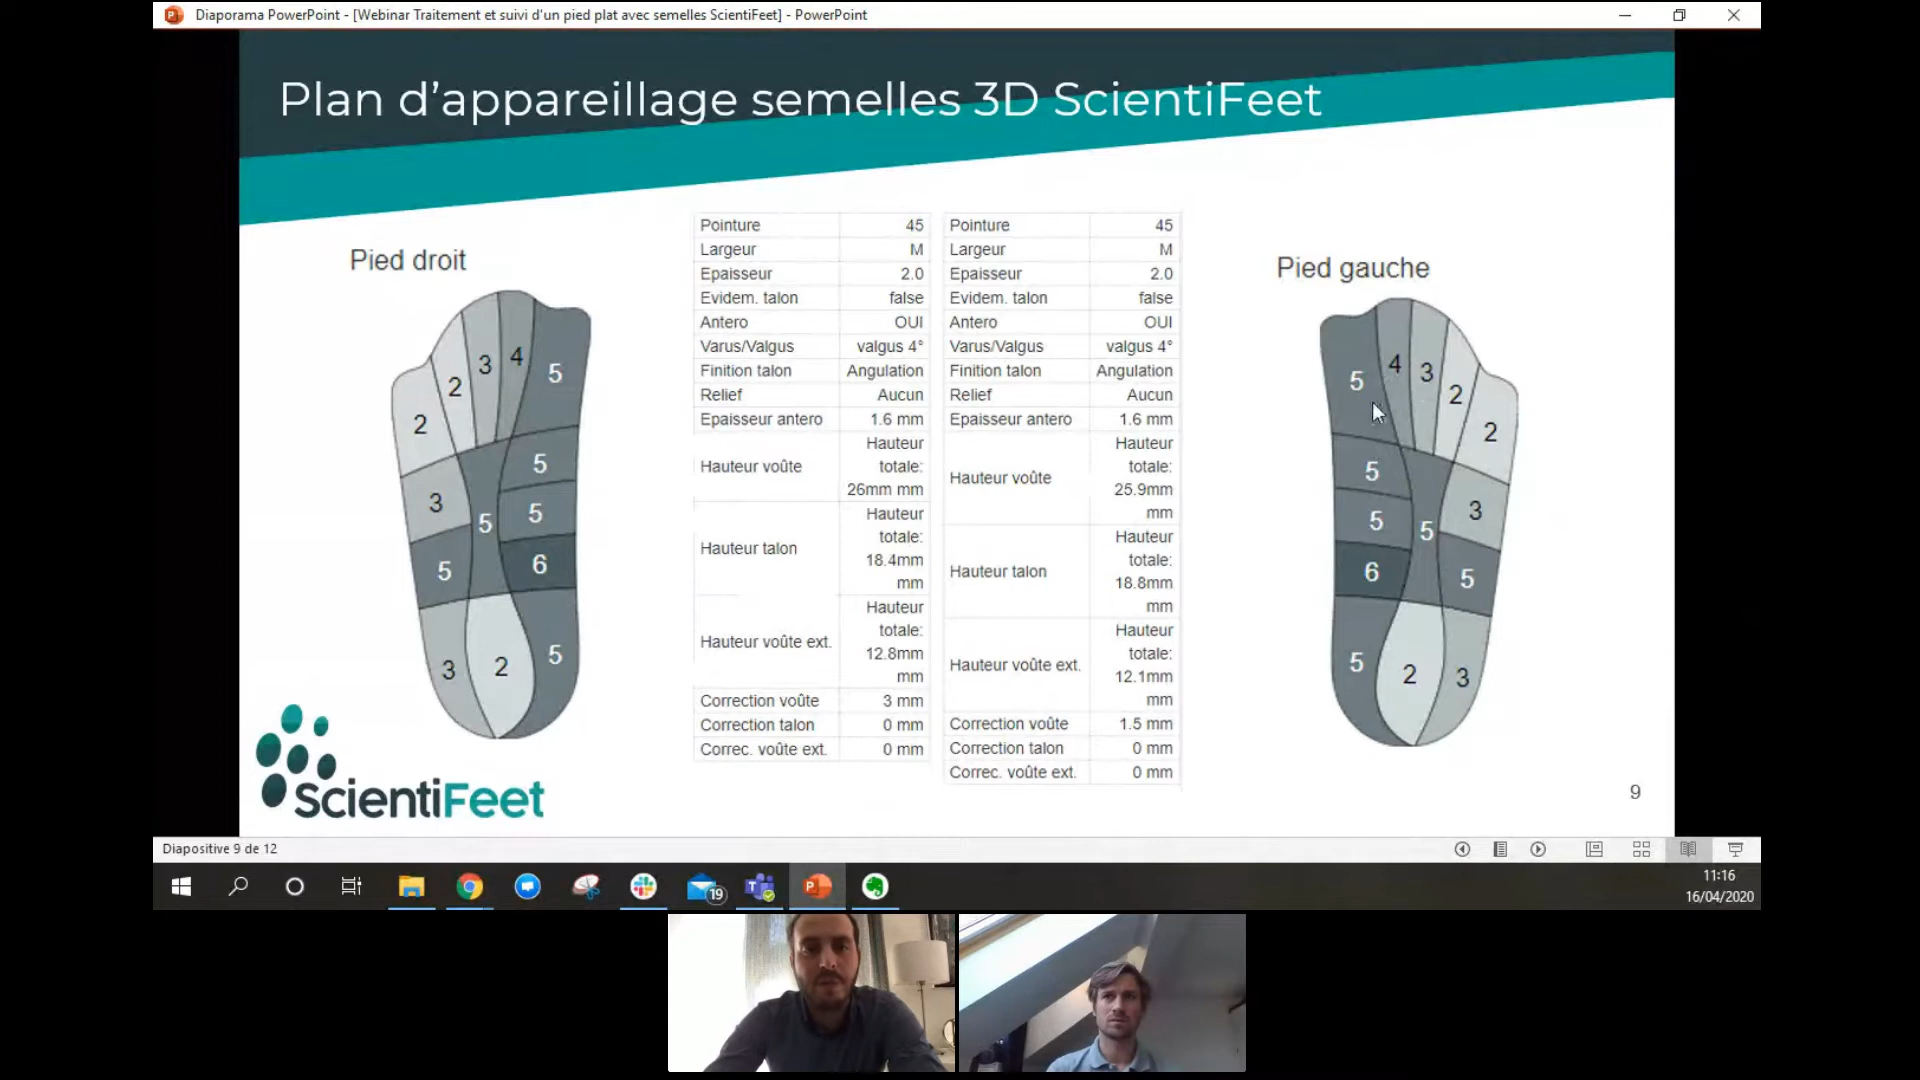 Diaporama PowerPoint - [Webinar Traitement et suivi d'un pied plat avec semelles ScientiFeet] - PowerPoint
Plan d'appareillage semelles 3D ScientiFeet
Pied droit
2
2
3
4
5
3
5
5
5
5
5
6
3
2
5
Pointure 45
Largeur M
Epaisseur 2.0
Evidem. talon false
Antero OUI
Varus/Valgus valgus 4°
Finition talon Angulation
Relief Aucun
Epaisseur antero 1.6 mm
Hauteur voûte Hauteur
totale:
26mm mm
Hauteur talon Hauteur
totale:
18.4mm
mm
Hauteur voûte ext. Hauteur
totale:
12.8mm
mm
Correction voûte 3 mm
Correction talon 0 mm
Correc. voûte ext. 0 mm
Pointure 45
Largeur M
Epaisseur 2.0
Evidem. talon false
Antero OUI
Varus/Valgus valgus 4°
Finition talon Angulation
Relief Aucun
Epaisseur antero 1.6 mm
Hauteur voûte Hauteur
totale:
25.9mm
mm
Hauteur talon Hauteur
totale:
18.8mm
mm
Hauteur voûte ext. Hauteur
totale:
12.1mm
mm
Correction voûte 1.5 mm
Correction talon 0 mm
Correc. voûte ext. 0 mm
Pied gauche
5
4
3
2
2
5
5
6
5
3
5
5
2
3
ScientiFeet
9
Diapositive 9 de 12
19
11:16
16/04/2020